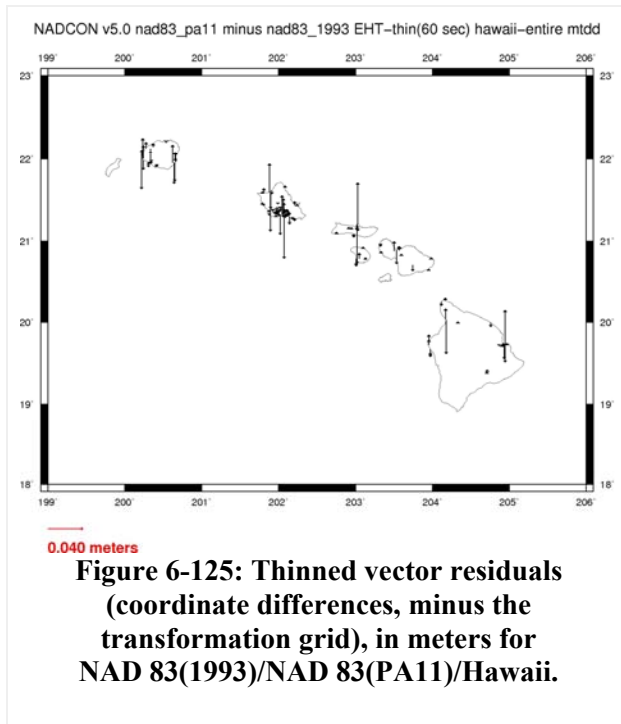 NADCON v5.0 nad83_pa11 minus nad83_1993 EHT−thin(60 sec) hawaii−entire mtdd
199˚ 200˚ 201˚ 202˚ 203˚ 204˚ 205˚ 206˚
23˚ 23˚
22˚ 22˚
21˚ 21˚
20˚ 20˚
19˚ 19˚
18˚ 18˚
199˚ 200˚ 201˚ 202˚ 203˚ 204˚ 205˚ 206˚
0.040 meters
Figure 6-125: Thinned vector residuals
(coordinate differences, minus the
transformation grid), in meters for
NAD 83(1993)/NAD 83(PA11)/Hawaii.